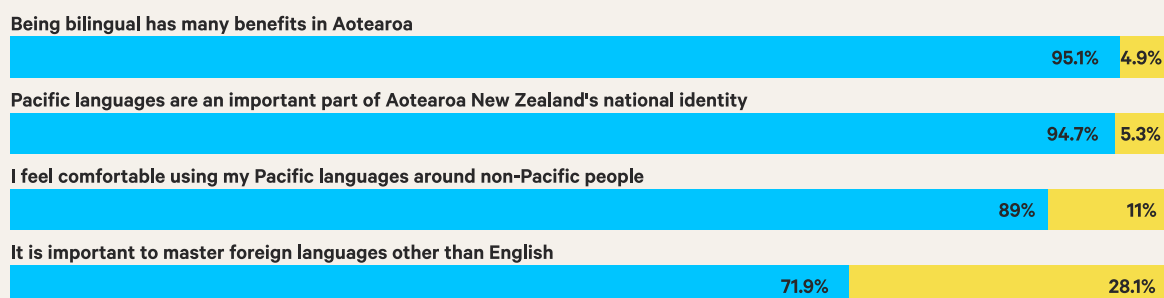 Being bilingual has many benefits in Aotearoa
95.1% 4.9%
Pacific languages are an important part of Aotearoa New Zealand's national identity
94.7% 5.3%
I feel comfortable using my Pacific languages around non-Pacific people
89% 11%
It is important to master foreign languages other than English
71.9% 28.1%